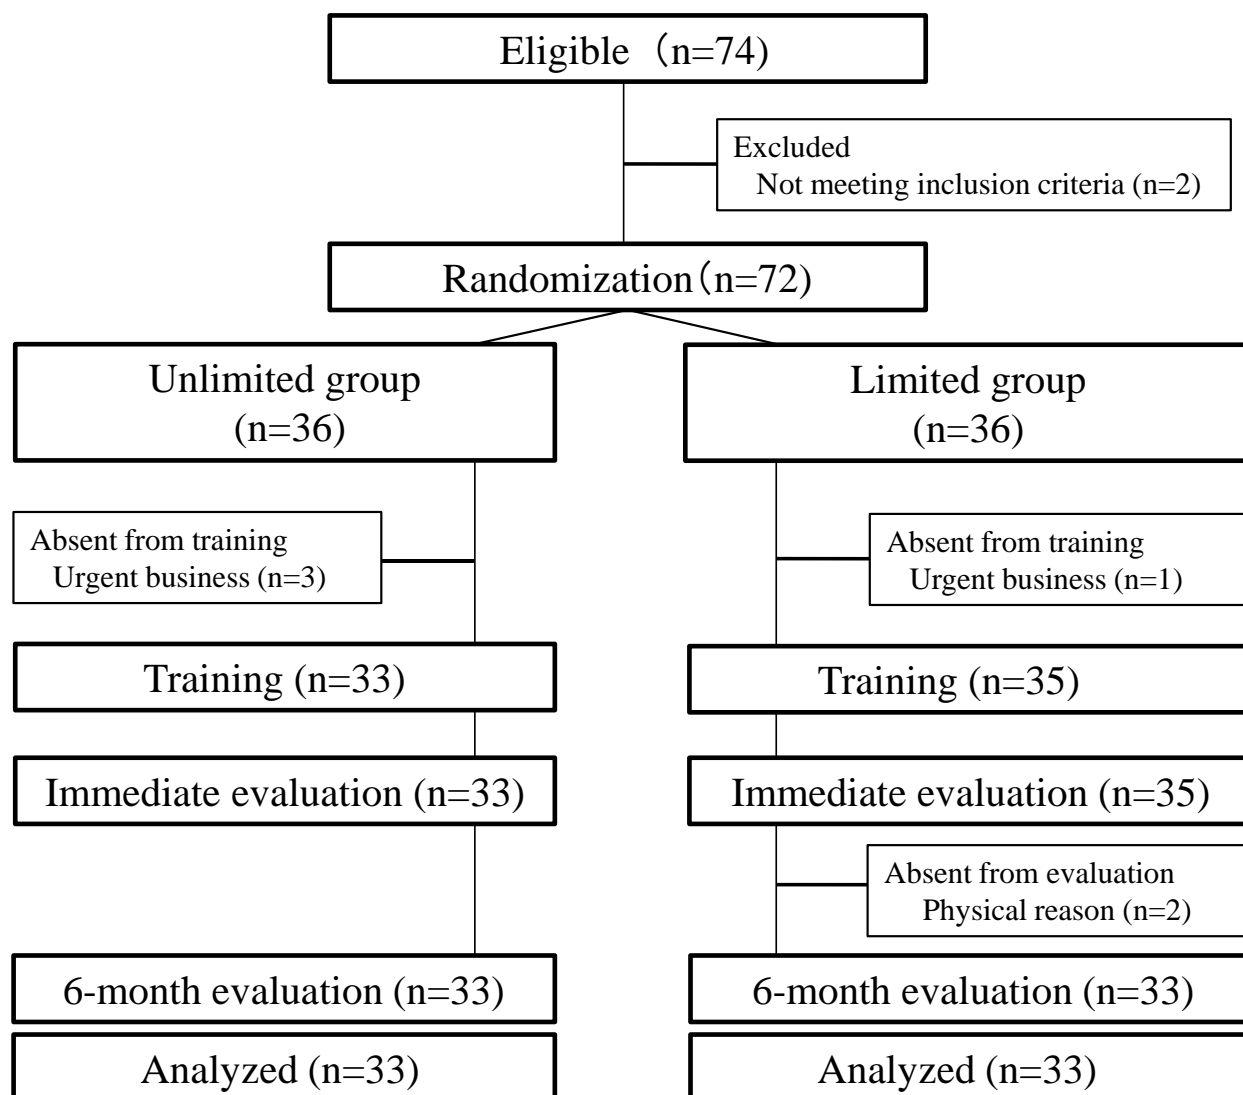 Eligible（n=74)
Excluded
Not meeting inclusion criteria (n=2)
Randomization（n=72)
Unlimited group
(n=36)
Limited group
(n=36)
Absent from training
Urgent business (n=3)
Absent from training
Urgent business (n=1)
Training (n=33)
Training (n=35)
Immediate evaluation (n=33)
Immediate evaluation (n=35)
Absent from evaluation
Physical reason (n=2)
6-month evaluation (n=33)
6-month evaluation (n=33)
Analyzed (n=33)
Analyzed (n=33)